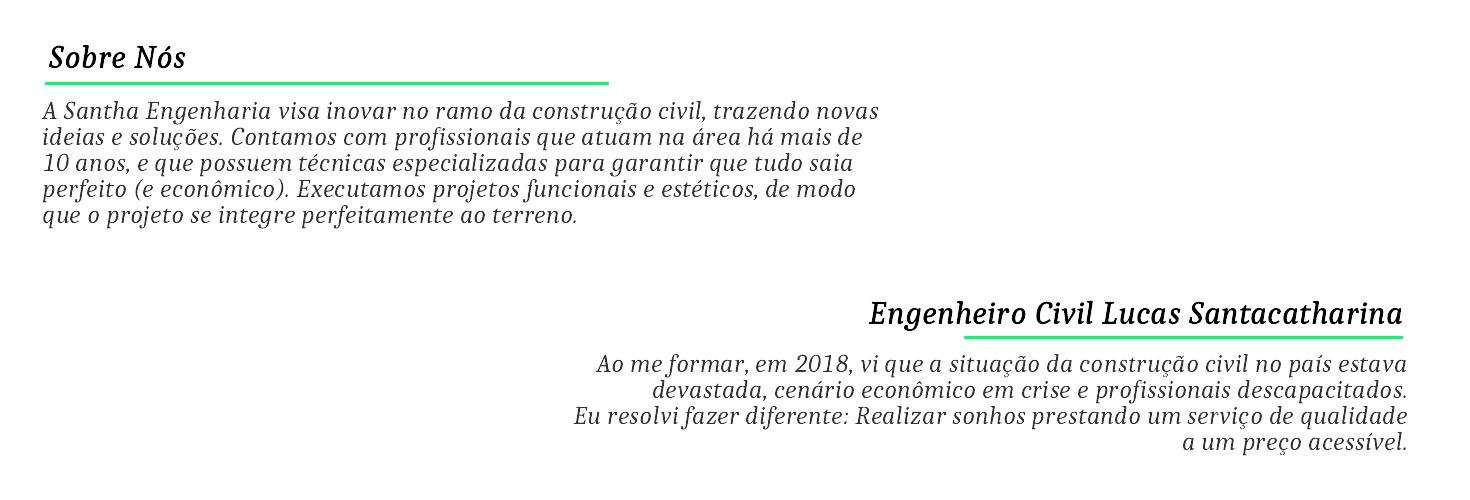 Sobre Nós
A Santha Engenharia visa inovar no ramo da construção civil, trazendo novas
ideias e soluções. Contamos com profissionais que atuam na área há mais de
10 anos, e que possuem técnicas especializadas para garantir que tudo saia
perfeito (e econômico). Executamos projetos funcionais e estéticos, de modo
que o projeto se integre perfeitamente ao terreno.
Engenheiro Civil Lucas Santacatharina
Ao me formar, em 2018, vi que a situação da construção civil no país estava
devastada, cenário econômico em crise e profissionais descapacitados.
Eu resolvi fazer diferente: Realizar sonhos prestando um serviço de qualidade
a um preço acessível.